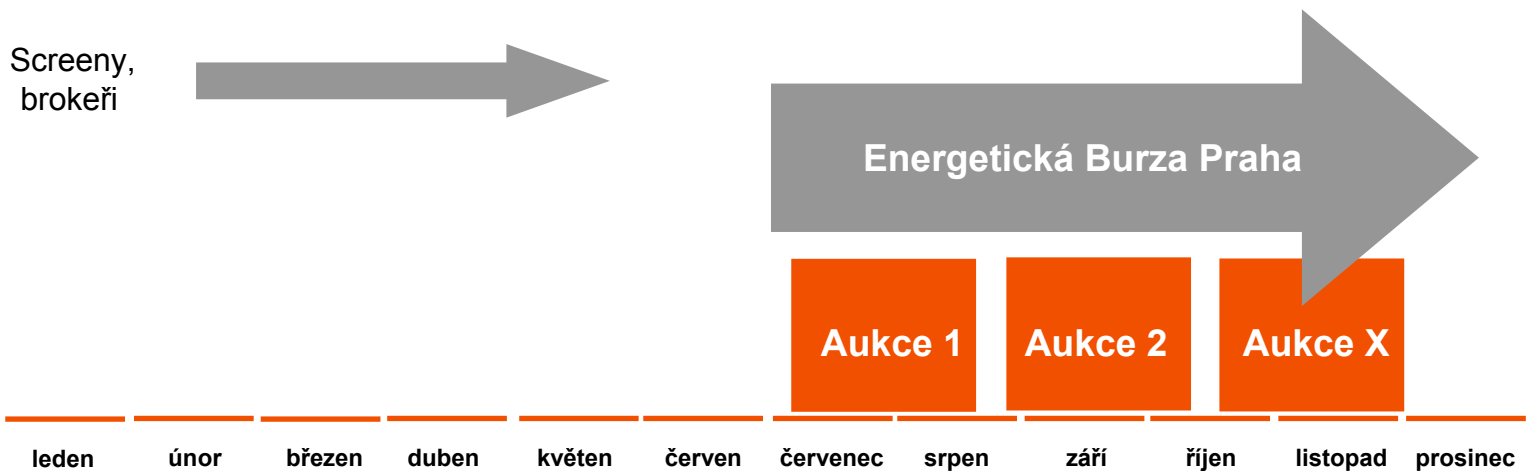 Screeny,
brokeři
Energetická Burza Praha
Aukce 1
Aukce 2
Aukce X
leden
únor
březen
duben
květen
červen
červenec
srpen
září
říjen
listopad
prosinec